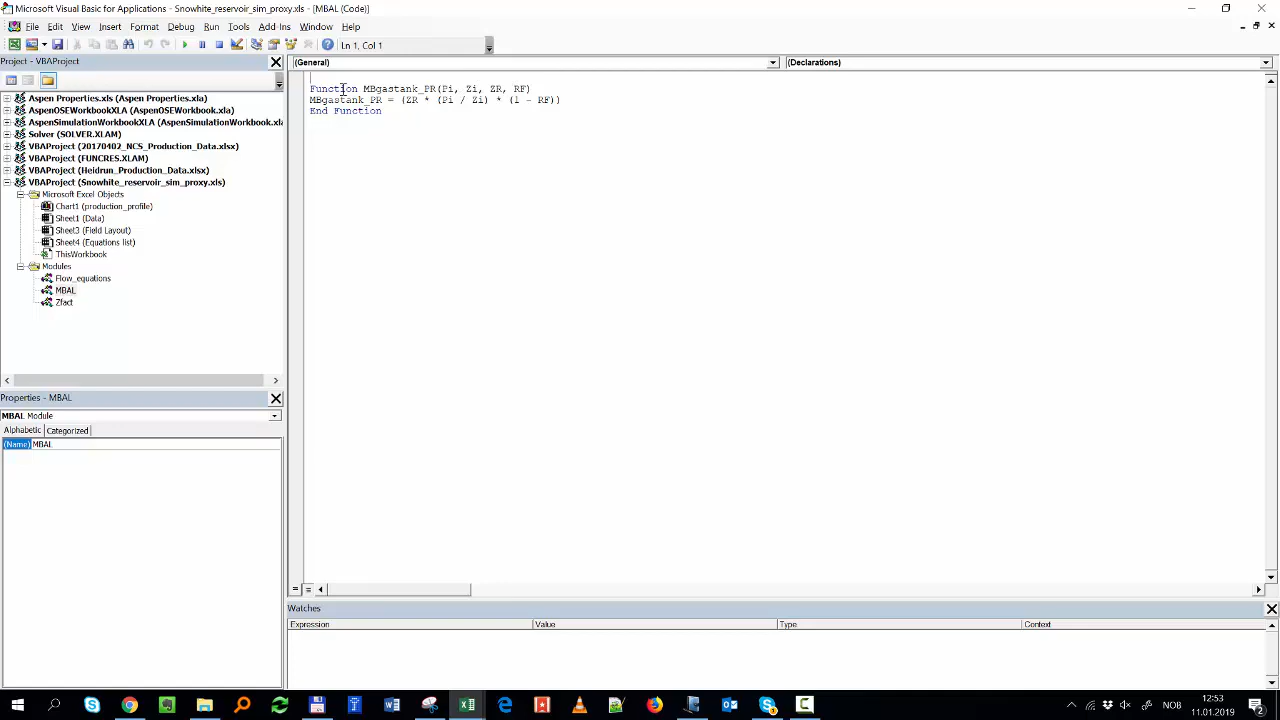 Microsoft Visual Basic for Applications - Snowhite_reservoir_sim_proxy.xls - [MBAL (Code)]
File Edit View Insert Format Debug Run Tools Add-Ins Window Help
Ln 1, Col 1
Project - VBAProject
(General)
(Declarations)
Aspen Properties.xls (Aspen Properties.xla)
AspenOSEWorkbookXLA (AspenOSEWorkbook.xla)
AspenSimulationWorkbookXLA (AspenSimulationWorkbook.xla
Solver (SOLVER.XLAM)
VBAProject (20170402_NCS_Production_Data.xlsx)
VBAProject (FUNCRES.XLAM)
VBAProject (Heidrun_Production_Data.xlsx)
VBAProject (Snowhite_reservoir_sim_proxy.xls)
Microsoft Excel Objects
Chart1 (production_profile)
Sheet1 (Data)
Sheet3 (Field Layout)
Sheet4 (Equations list)
ThisWorkbook
Modules
Flow_equations
MBAL
Zfact
Function MBgastank_PR(Pi, Zi, ZR, RF)
MBgastank_PR = (ZR * (Pi / Zi) * (1 - RF))
End Function
Properties - MBAL
MBAL Module
Alphabetic Categorized
(Name) MBAL
Watches
Expression Value Type Context
NOB
12:53
11.01.2019